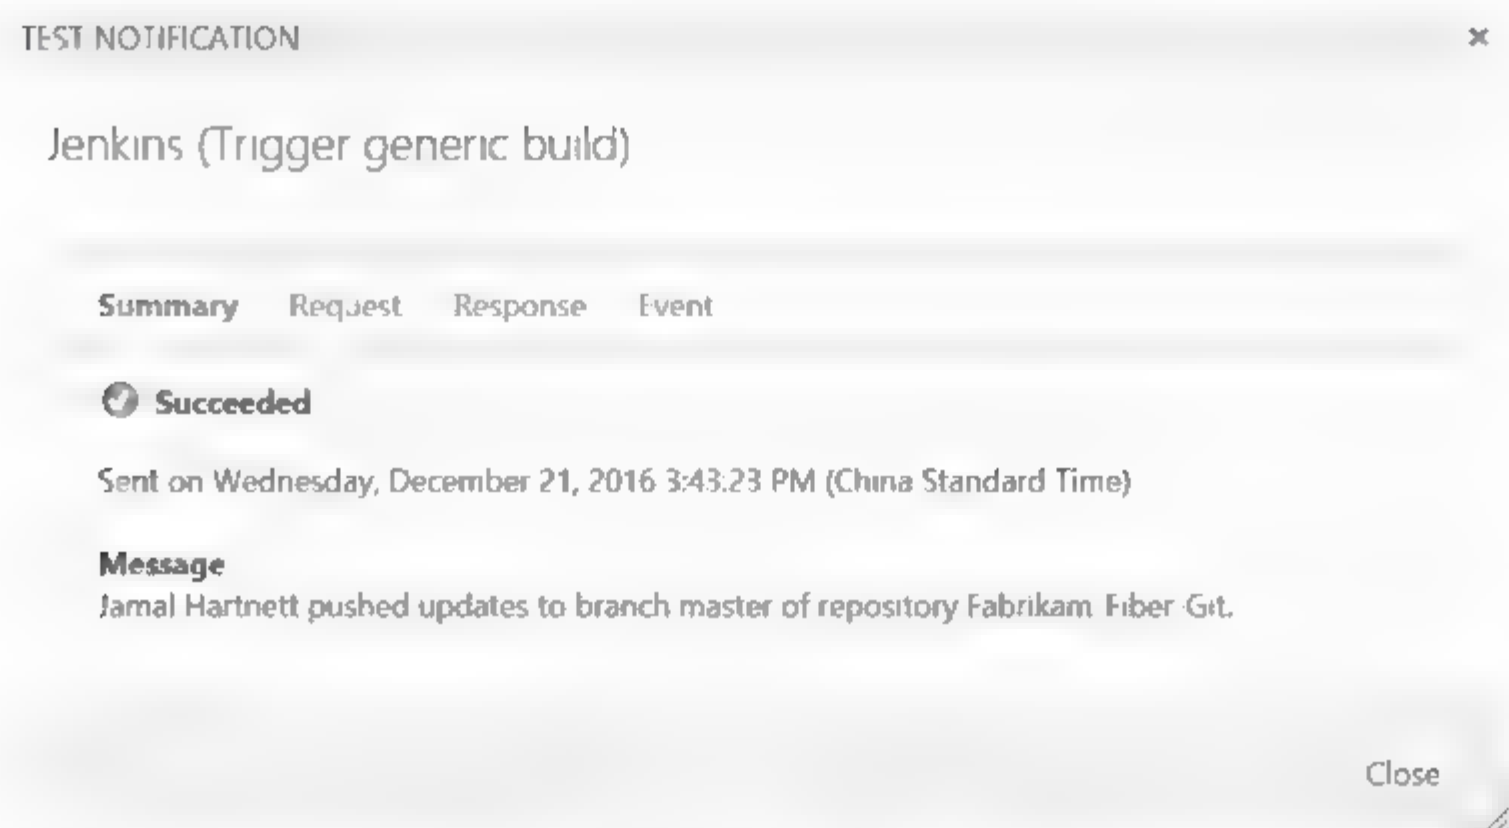 TEST NOTIFICATION
Jenkins (Trigger generic build)
Summary Request Response Event
Succeeded
Sent on Wednesday, December 21, 2016 3:43:23 PM (China Standard Time)
Message
Jamal Hartnett pushed updates to branch master of repository Fabrikam-Fiber-Git.
Close